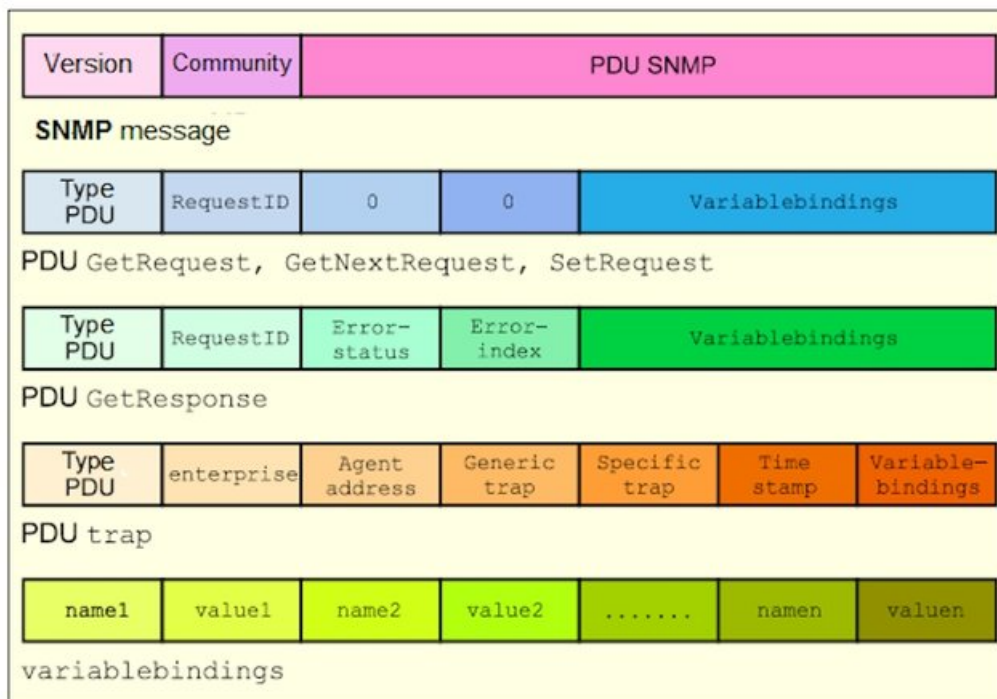 Version Community PDU SNMP
SNMP message
Type PDU RequestID 0 0 Variablebindings
PDU GetRequest, GetNextRequest, SetRequest
Type PDU RequestID Error-status Error-index Variablebindings
PDU GetResponse
Type PDU enterprise Agent address Generic trap Specific trap Time stamp Variable-bindings
PDU trap
name1 value1 name2 value2 ....... namen valuen
variablebindings